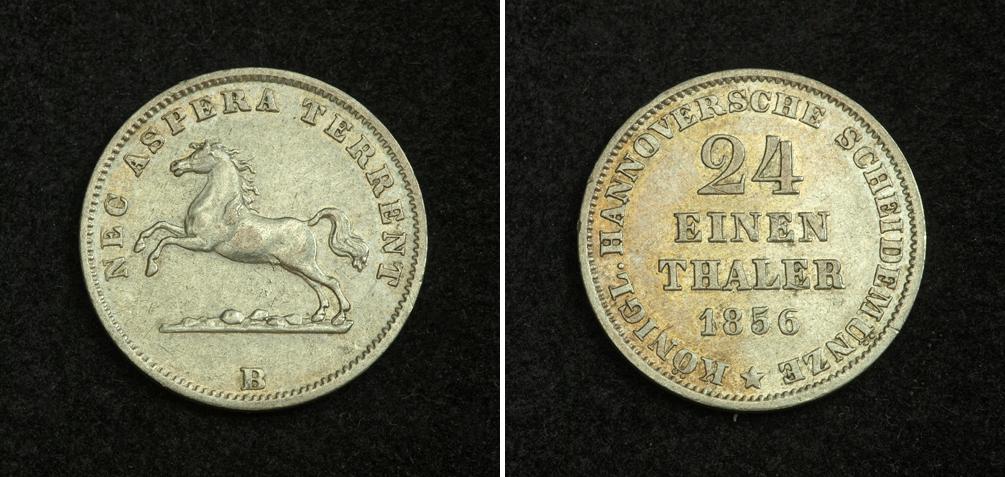 NEC ASPERA TERRENT
B
KÖNIGL. HANNOVERSCHE SCHEIDEMÜNZE
24
EINEN
THALER
1856